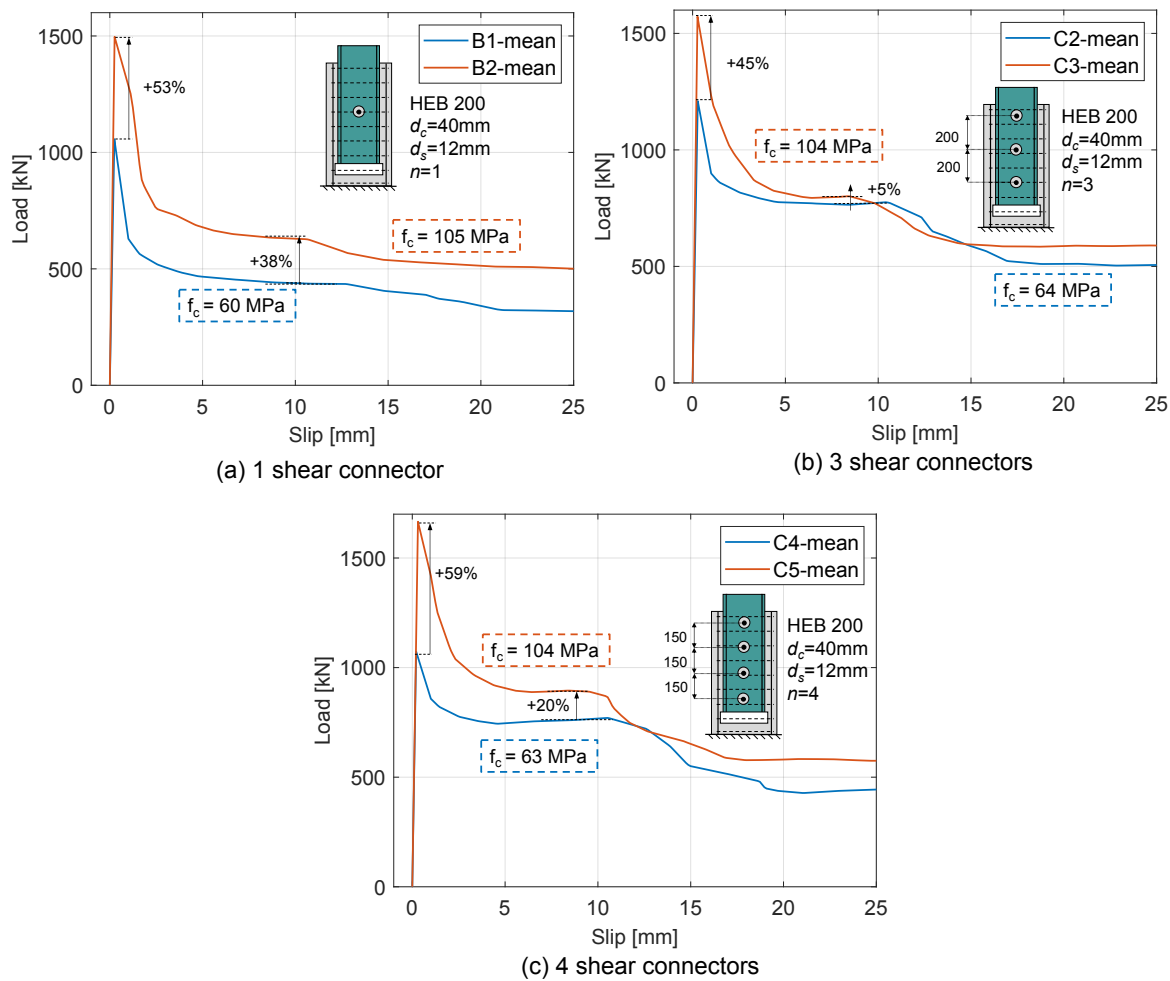 1500
1000
500
0
Load [kN]
0
5
10
15
20
25
Slip [mm]
B1-mean
B2-mean
+53%
+38%
HEB 200
d_c=40mm
d_s=12mm
n=1
f_c = 105 MPa
f_c = 60 MPa
(a) 1 shear connector
1500
1000
500
0
Load [kN]
0
5
10
15
20
25
Slip [mm]
C2-mean
C3-mean
+45%
+5%
200
200
HEB 200
d_c=40mm
d_s=12mm
n=3
f_c = 104 MPa
f_c = 64 MPa
(b) 3 shear connectors
1500
1000
500
0
Load [kN]
0
5
10
15
20
25
Slip [mm]
C4-mean
C5-mean
+59%
+20%
150
150
150
HEB 200
d_c=40mm
d_s=12mm
n=4
f_c = 104 MPa
f_c = 63 MPa
(c) 4 shear connectors